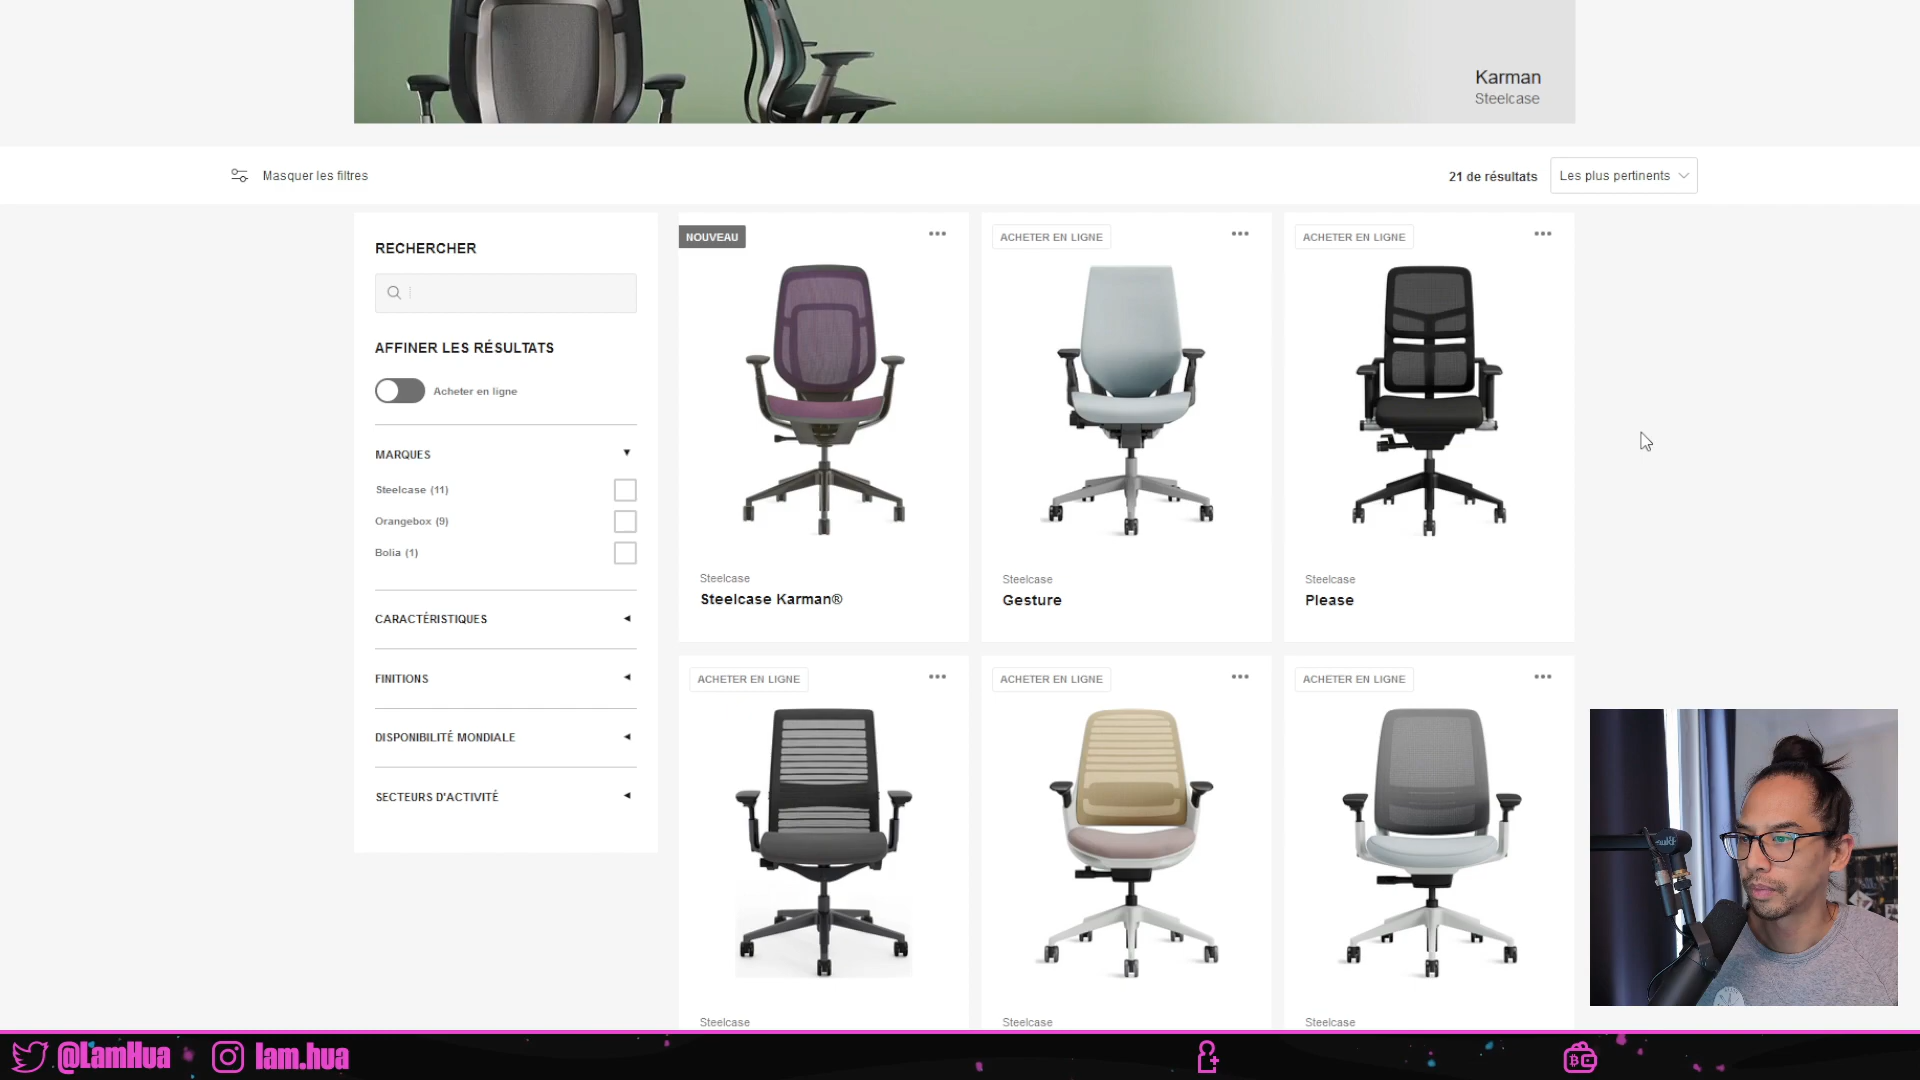 Karman
Steelcase
Masquer les filtres
21 de résultats
Les plus pertinents
RECHERCHER
AFFINER LES RÉSULTATS
Acheter en ligne
MARQUES
Steelcase (11)
Orangebox (9)
Bolia (1)
CARACTÉRISTIQUES
FINITIONS
DISPONIBILITÉ MONDIALE
SECTEURS D'ACTIVITÉ
NOUVEAU
ACHETER EN LIGNE
ACHETER EN LIGNE
Steelcase
Steelcase Karman®
Steelcase
Gesture
Steelcase
Please
ACHETER EN LIGNE
ACHETER EN LIGNE
ACHETER EN LIGNE
Steelcase
Steelcase
Steelcase
@LamHua
lam.hua